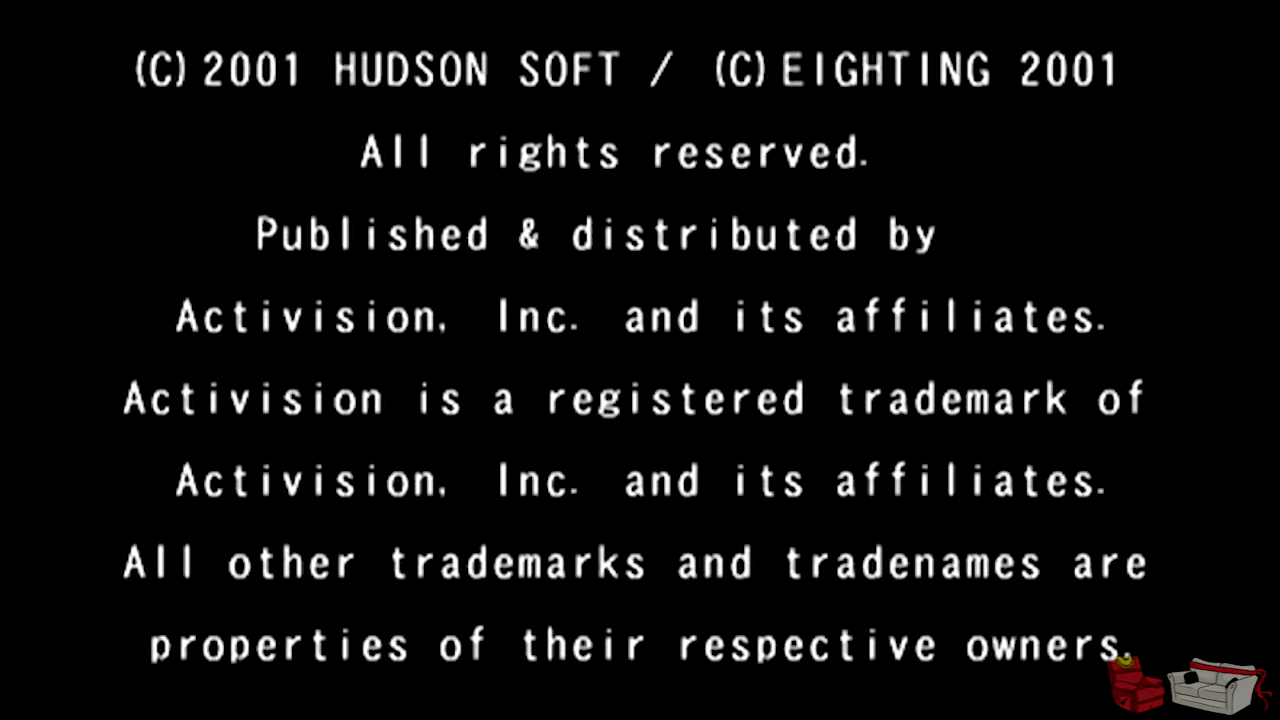 (C) 2001 HUDSON SOFT / (C) EIGHTING 2001
All rights reserved.
Published & distributed by
Activision, Inc. and its affiliates.
Activision is a registered trademark of
Activision, Inc. and its affiliates.
All other trademarks and tradenames are
properties of their respective owners.